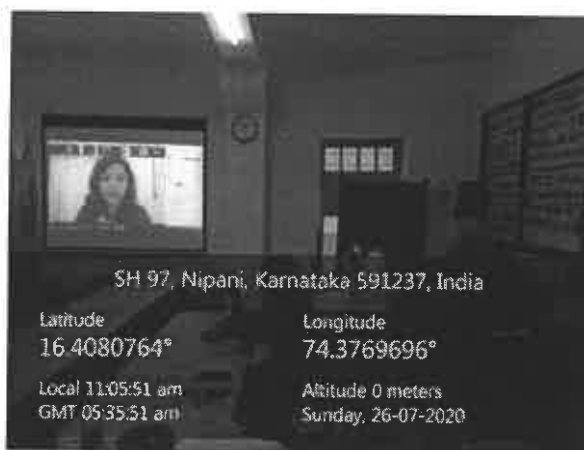 SH 97, Nipani, Karnataka 591237, India
Latitude
16.4080764°
Longitude
74.3769696°
Local 11:05:51 am
GMT 05:35:51 am
Altitude 0 meters
Sunday, 26-07-2020